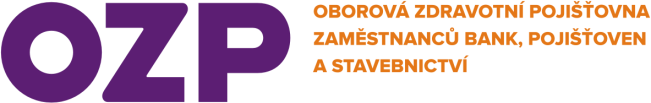 OZP
OBOROVÁ ZDRAVOTNÍ POJIŠŤOVNA
ZAMĚSTNANCŮ BANK, POJIŠŤOVEN
A STAVEBNICTVÍ